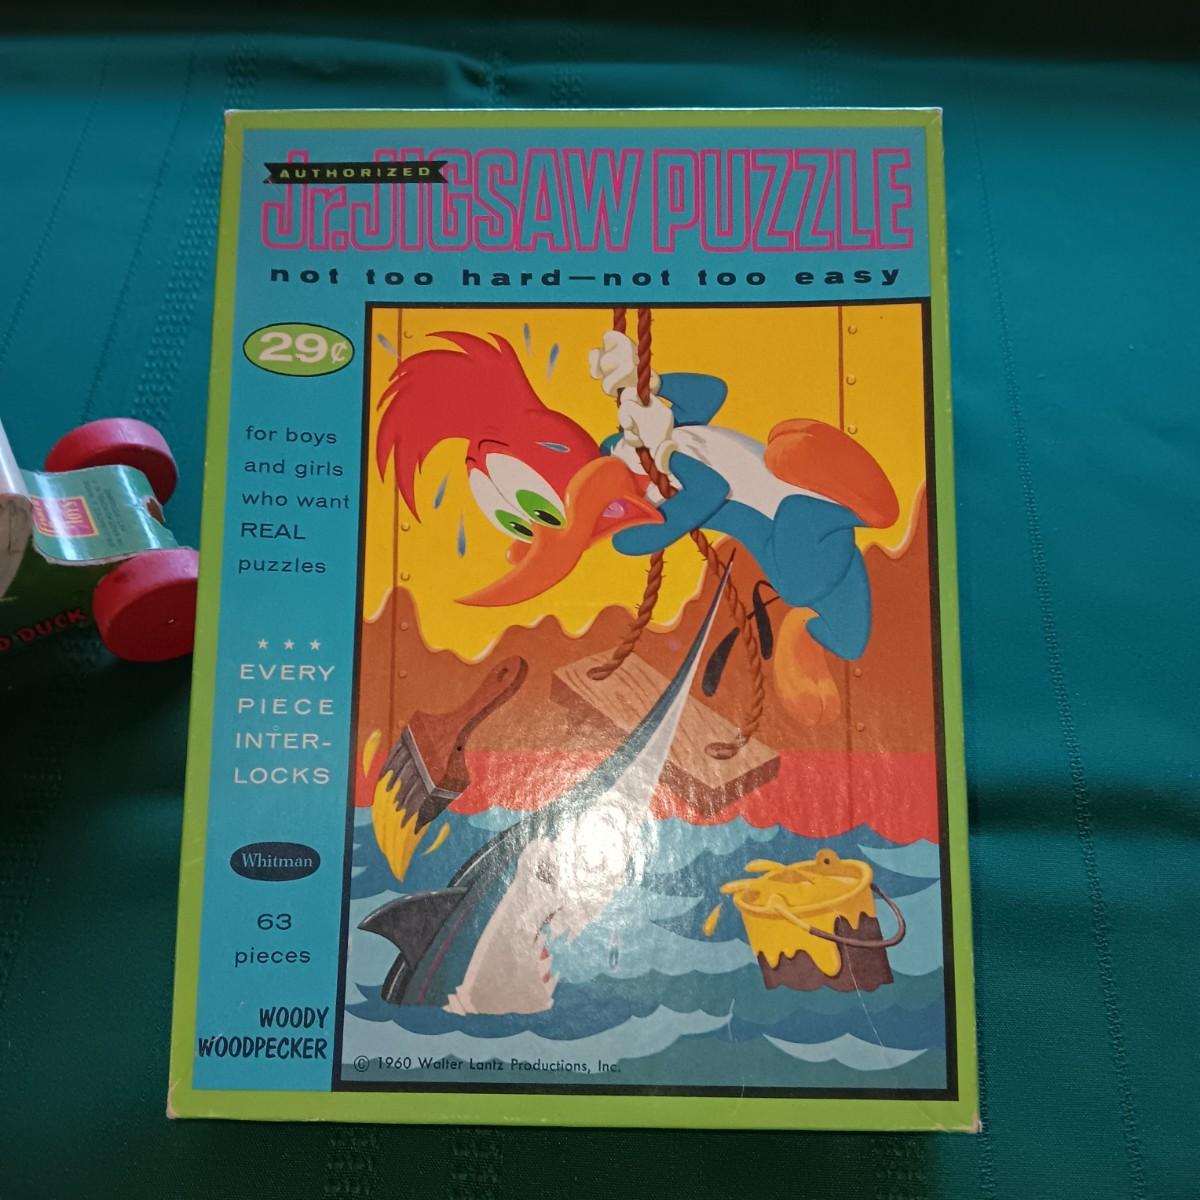 AUTHORIZED
Jr. JIGSAW PUZZLE
not too hard—not too easy
29¢
for boys
and girls
who want
REAL
puzzles
★ ★ ★
EVERY
PIECE
INTER-
LOCKS
Whitman
63
pieces
WOODY
WOODPECKER
© 1960 Walter Lantz Productions, Inc.
TOYS
DUCK